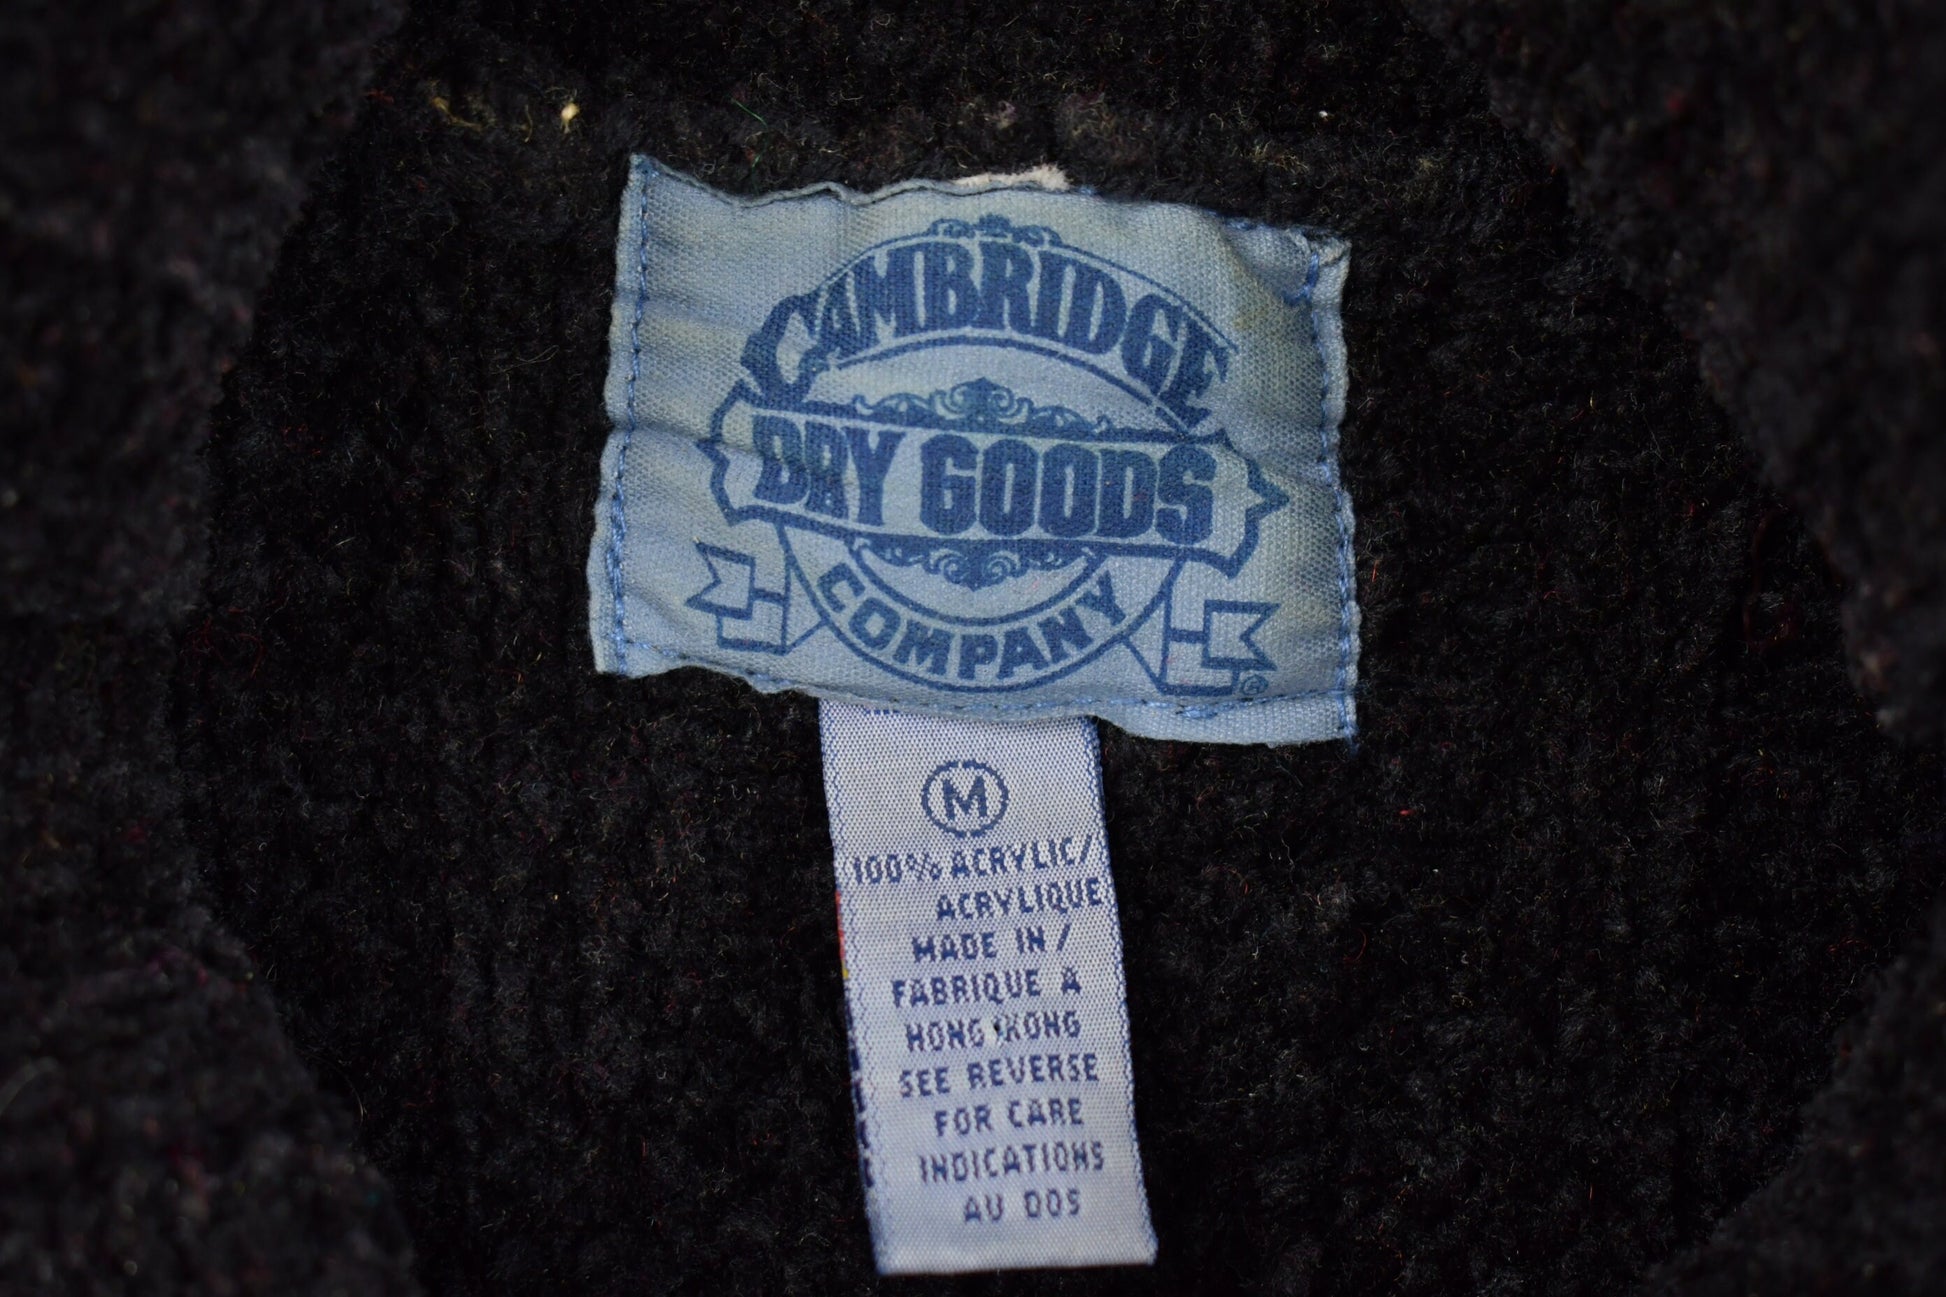 CAMBRIDGE
DRY GOODS
COMPANY
®
M
100% ACRYLIC/
ACRYLIQUE
MADE IN /
FABRIQUE A
HONG KONG
SEE REVERSE
FOR CARE
INDICATIONS
AU DOS